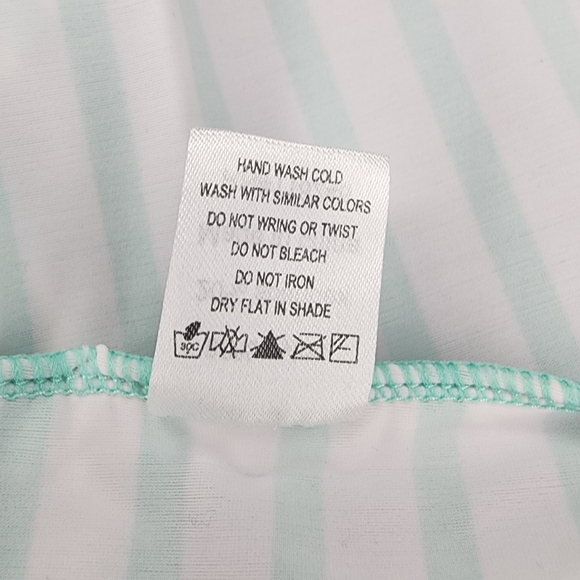 HAND WASH COLD
WASH WITH SIMILAR COLORS
DO NOT WRING OR TWIST
DO NOT BLEACH
DO NOT IRON
DRY FLAT IN SHADE
30C